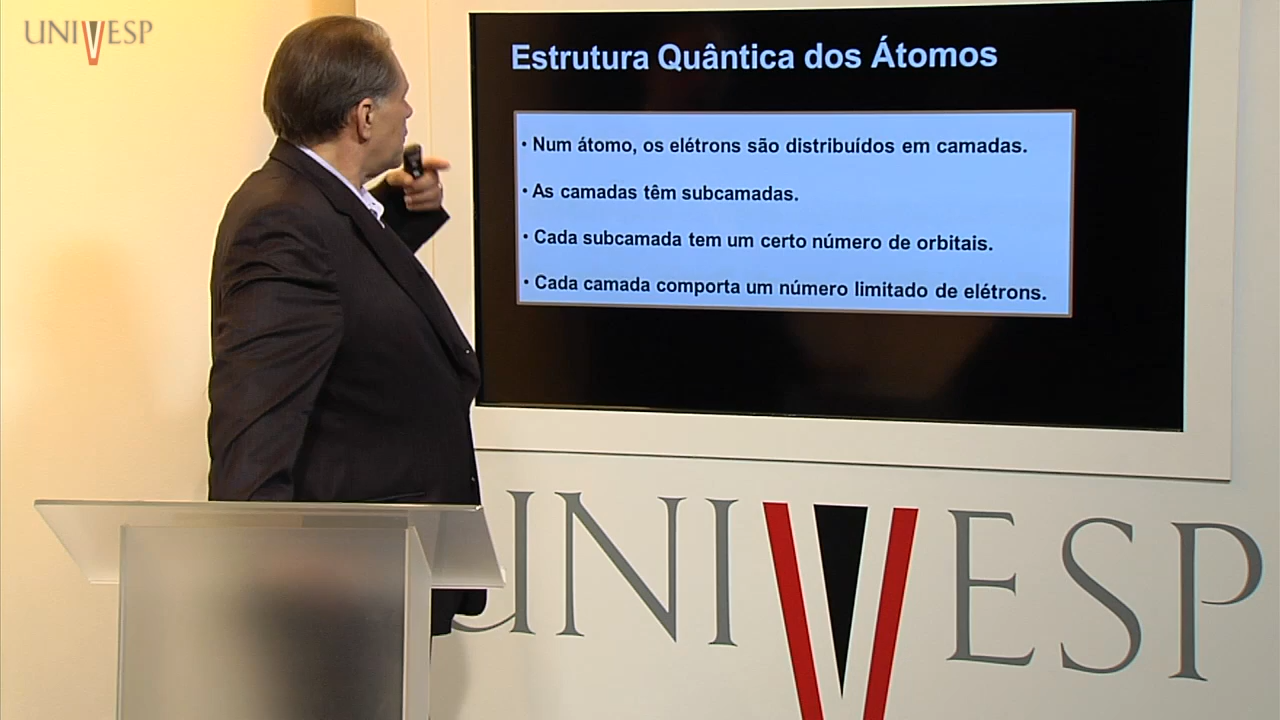 UNIVESP
Estrutura Quântica dos Átomos
• Num átomo, os elétrons são distribuídos em camadas.
• As camadas têm subcamadas.
• Cada subcamada tem um certo número de orbitais.
• Cada camada comporta um número limitado de elétrons.
UNIVESP